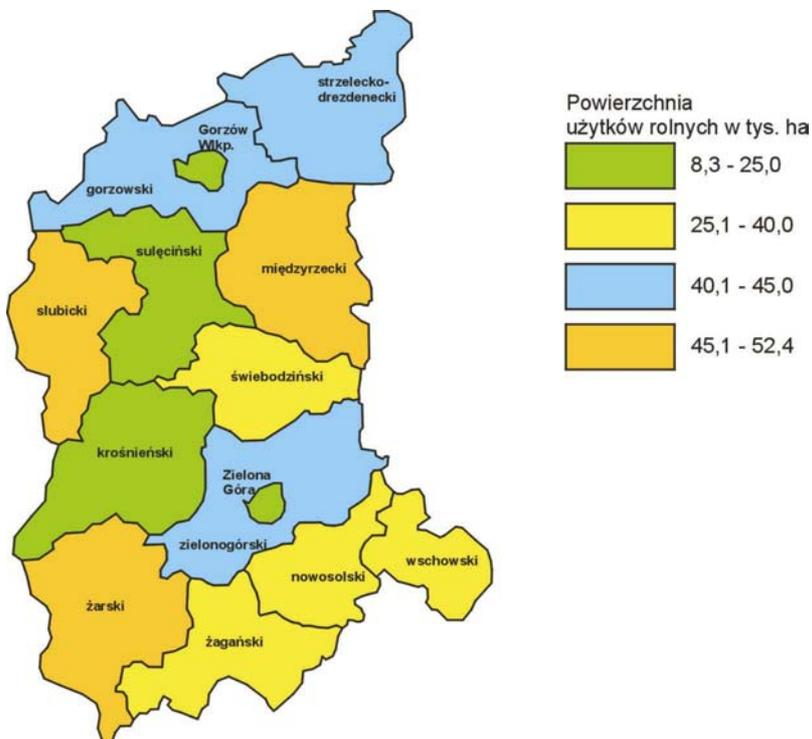 strzelecko-
drezdenecki
Gorzów
Wlkp.
gorzowski
sulęciński
międzyrzecki
słubicki
świebodziński
krośnieński
Zielona
Góra
zielonogórski
nowosolski
wschowski
żarski
żagański
Powierzchnia
użytków rolnych w tys. ha
8,3 - 25,0
25,1 - 40,0
40,1 - 45,0
45,1 - 52,4